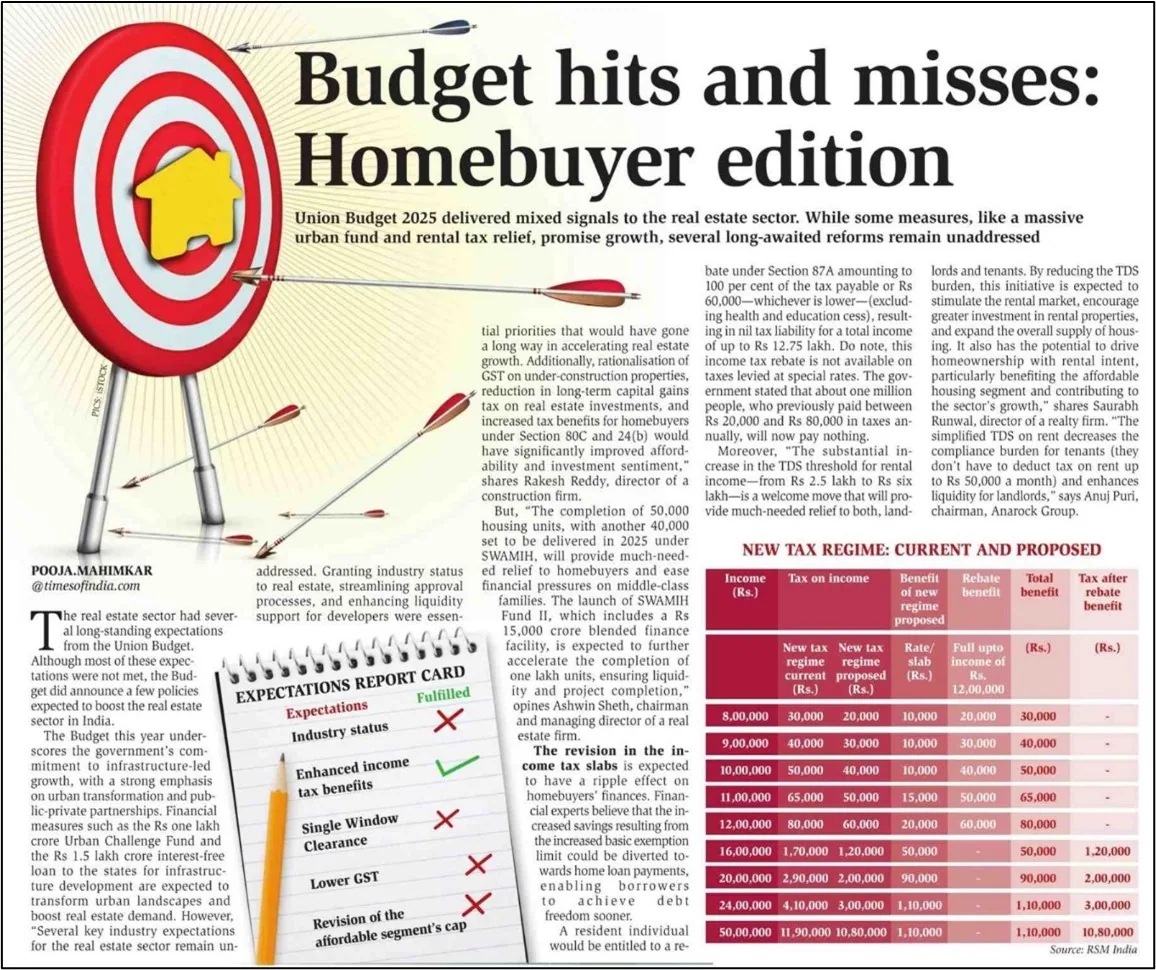 Budget hits and misses:
Homebuyer edition
Union Budget 2025 delivered mixed signals to the real estate sector. While some measures, like a massive
urban fund and rental tax relief, promise growth, several long-awaited reforms remain unaddressed
PICS: iSTOCK
POOJA.MAHIMKAR
@timesofindia.com
The real estate sector had sever-
al long-standing expectations
from the Union Budget.
Although most of these expec-
tations were not met, the Bud-
get did announce a few policies
expected to boost the real estate
sector in India.
The Budget this year under-
scores the government's com-
mitment to infrastructure-led
growth, with a strong emphasis
on urban transformation and pub-
lic-private partnerships. Financial
measures such as the Rs one lakh
crore Urban Challenge Fund and
the Rs 1.5 lakh crore interest-free
loan to the states for infrastruc-
ture development are expected to
transform urban landscapes and
boost real estate demand. However,
"Several key industry expectations
for the real estate sector remain un-
addressed. Granting industry status
to real estate, streamlining approval
processes, and enhancing liquidity
support for developers were essen-
EXPECTATIONS REPORT CARD
Expectations Fulfilled
Industry status
Enhanced income
tax benefits
Single Window
Clearance
Lower GST
Revision of the
affordable segment's cap
tial priorities that would have gone
a long way in accelerating real estate
growth. Additionally, rationalisation of
GST on under-construction properties,
reduction in long-term capital gains
tax on real estate investments, and
increased tax benefits for homebuyers
under Section 80C and 24(b) would
have significantly improved afford-
ability and investment sentiment,"
shares Rakesh Reddy, director of a
construction firm.
But, "The completion of 50,000
housing units, with another 40,000
set to be delivered in 2025 under
SWAMIH, will provide much-need-
ed relief to homebuyers and ease
financial pressures on middle-class
families. The launch of SWAMIH
Fund II, which includes a Rs
15,000 crore blended finance
facility, is expected to further
accelerate the completion of
one lakh units, ensuring liquid-
ity and project completion,"
opines Ashwin Sheth, chairman
and managing director of a real
estate firm.
The revision in the in-
come tax slabs is expected
to have a ripple effect on
homebuyers' finances. Finan-
cial experts believe that the in-
creased savings resulting from
the increased basic exemption
limit could be diverted to-
wards home loan payments,
enabling borrowers
to achieve debt
freedom sooner.
A resident individual
would be entitled to a re-
bate under Section 87A amounting to
100 per cent of the tax payable or Rs
60,000—whichever is lower—(exclud-
ing health and education cess), result-
ing in nil tax liability for a total income
of up to Rs 12.75 lakh. Do note, this
income tax rebate is not available on
taxes levied at special rates. The gov-
ernment stated that about one million
people, who previously paid between
Rs 20,000 and Rs 80,000 in taxes an-
nually, will now pay nothing.
Moreover, "The substantial in-
crease in the TDS threshold for rental
income—from Rs 2.5 lakh to Rs six
lakh—is a welcome move that will pro-
vide much-needed relief to both, land-
lords and tenants. By reducing the TDS
burden, this initiative is expected to
stimulate the rental market, encourage
greater investment in rental properties,
and expand the overall supply of hous-
ing. It also has the potential to drive
homeownership with rental intent,
particularly benefiting the affordable
housing segment and contributing to
the sector's growth," shares Saurabh
Runwal, director of a realty firm. "The
simplified TDS on rent decreases the
compliance burden for tenants (they
don't have to deduct tax on rent up
to Rs 50,000 a month) and enhances
liquidity for landlords," says Anuj Puri,
chairman, Anarock Group.
NEW TAX REGIME: CURRENT AND PROPOSED
Income Tax on income Benefit Rebate Total Tax after
(Rs.) of new benefit benefit rebate
regime benefit
proposed
New tax New tax Rate/ Full upto (Rs.) (Rs.)
regime regime slab income of
current proposed (Rs.) Rs.
(Rs.) (Rs.) 12,00,000
8,00,000 30,000 20,000 10,000 20,000 30,000 -
9,00,000 40,000 30,000 10,000 30,000 40,000 -
10,00,000 50,000 40,000 10,000 40,000 50,000 -
11,00,000 65,000 50,000 15,000 50,000 65,000 -
12,00,000 80,000 60,000 20,000 60,000 80,000 -
16,00,000 1,70,000 1,20,000 50,000 - 50,000 1,20,000
20,00,000 2,90,000 2,00,000 90,000 - 90,000 2,00,000
24,00,000 4,10,000 3,00,000 1,10,000 - 1,10,000 3,00,000
50,00,000 11,90,000 10,80,000 1,10,000 - 1,10,000 10,80,000
Source: RSM India